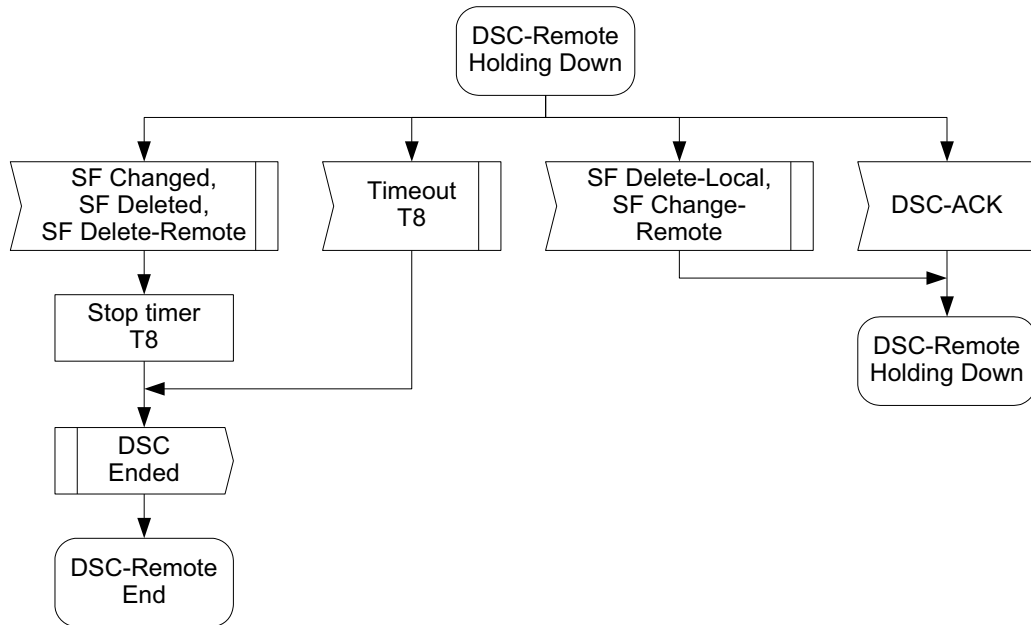 DSC-Remote
Holding Down
SF Changed,
SF Deleted,
SF Delete-Remote
Timeout
T8
SF Delete-Local,
SF Change-
Remote
DSC-ACK
Stop timer
T8
DSC-Remote
Holding Down
DSC
Ended
DSC-Remote
End